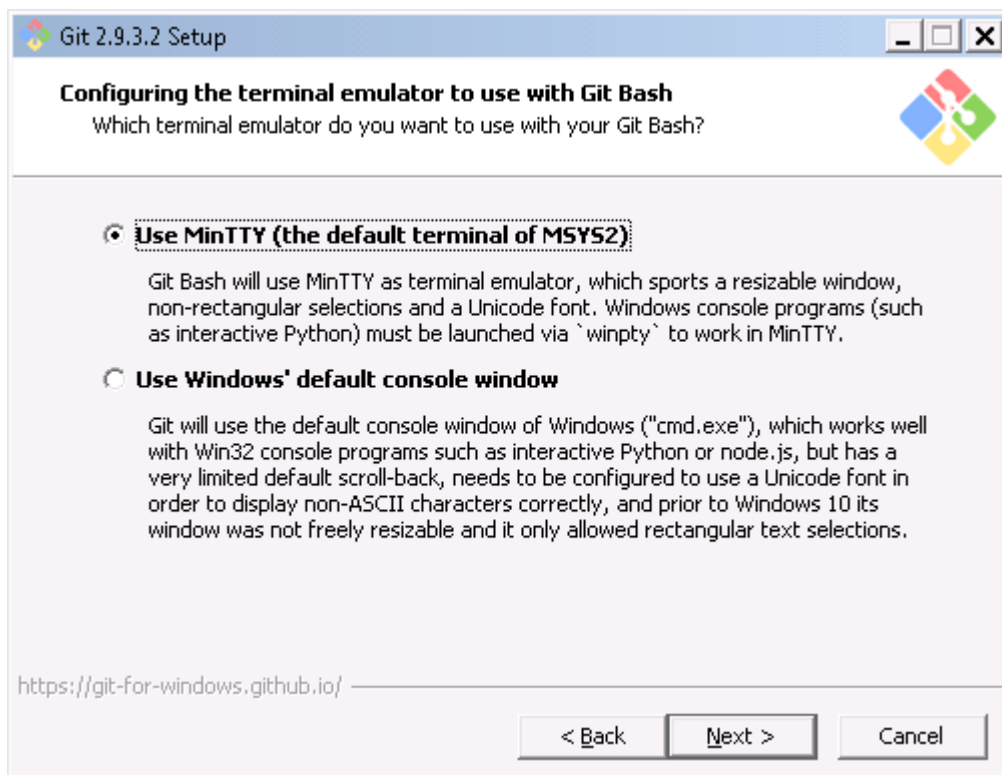 Git 2.9.3.2 Setup
Configuring the terminal emulator to use with Git Bash
Which terminal emulator do you want to use with your Git Bash?
Use MinTTY (the default terminal of MSYS2)
Git Bash will use MinTTY as terminal emulator, which sports a resizable window,
non-rectangular selections and a Unicode font. Windows console programs (such
as interactive Python) must be launched via `winpty` to work in MinTTY.
Use Windows' default console window
Git will use the default console window of Windows ("cmd.exe"), which works well
with Win32 console programs such as interactive Python or node.js, but has a
very limited default scroll-back, needs to be configured to use a Unicode font in
order to display non-ASCII characters correctly, and prior to Windows 10 its
window was not freely resizable and it only allowed rectangular text selections.
https://git-for-windows.github.io/
< Back Next > Cancel